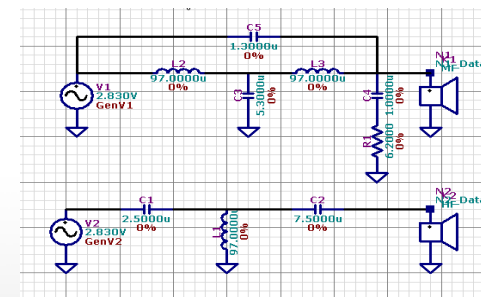 C5
1.3000u
0%
L2
97.0000u
0%
L3
97.0000u
0%
V1
2.830V
GenV1
C3
5.3000u
0%
C4
1.0000u
0%
R1
6.2000
0%
N1
MF_Data
C1
2.5000u
0%
C2
7.5000u
0%
V2
2.830V
GenV2
L1
97.0000u
0%
N2
HF_Data